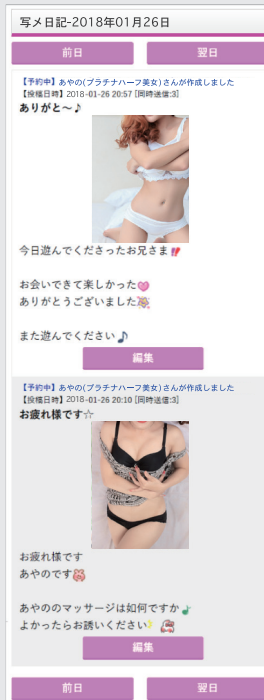 写メ日記-2018年01月26日
前日 翌日
【予約中】あやの(プラチナハーフ美女)さんが作成しました
【投稿日時】2018-01-26 20:57 [同時送信:3]
ありがと〜♪
今日遊んでくださったお兄さま
お会いできて楽しかった
ありがとうございました
また遊んでください
編集
【予約中】あやの(プラチナハーフ美女)さんが作成しました
【投稿日時】2018-01-26 20:10 [同時送信:3]
お疲れ様です☆
お疲れ様です
あやのです
あやののマッサージは如何ですか
よかったらお誘いください
編集
前日 翌日